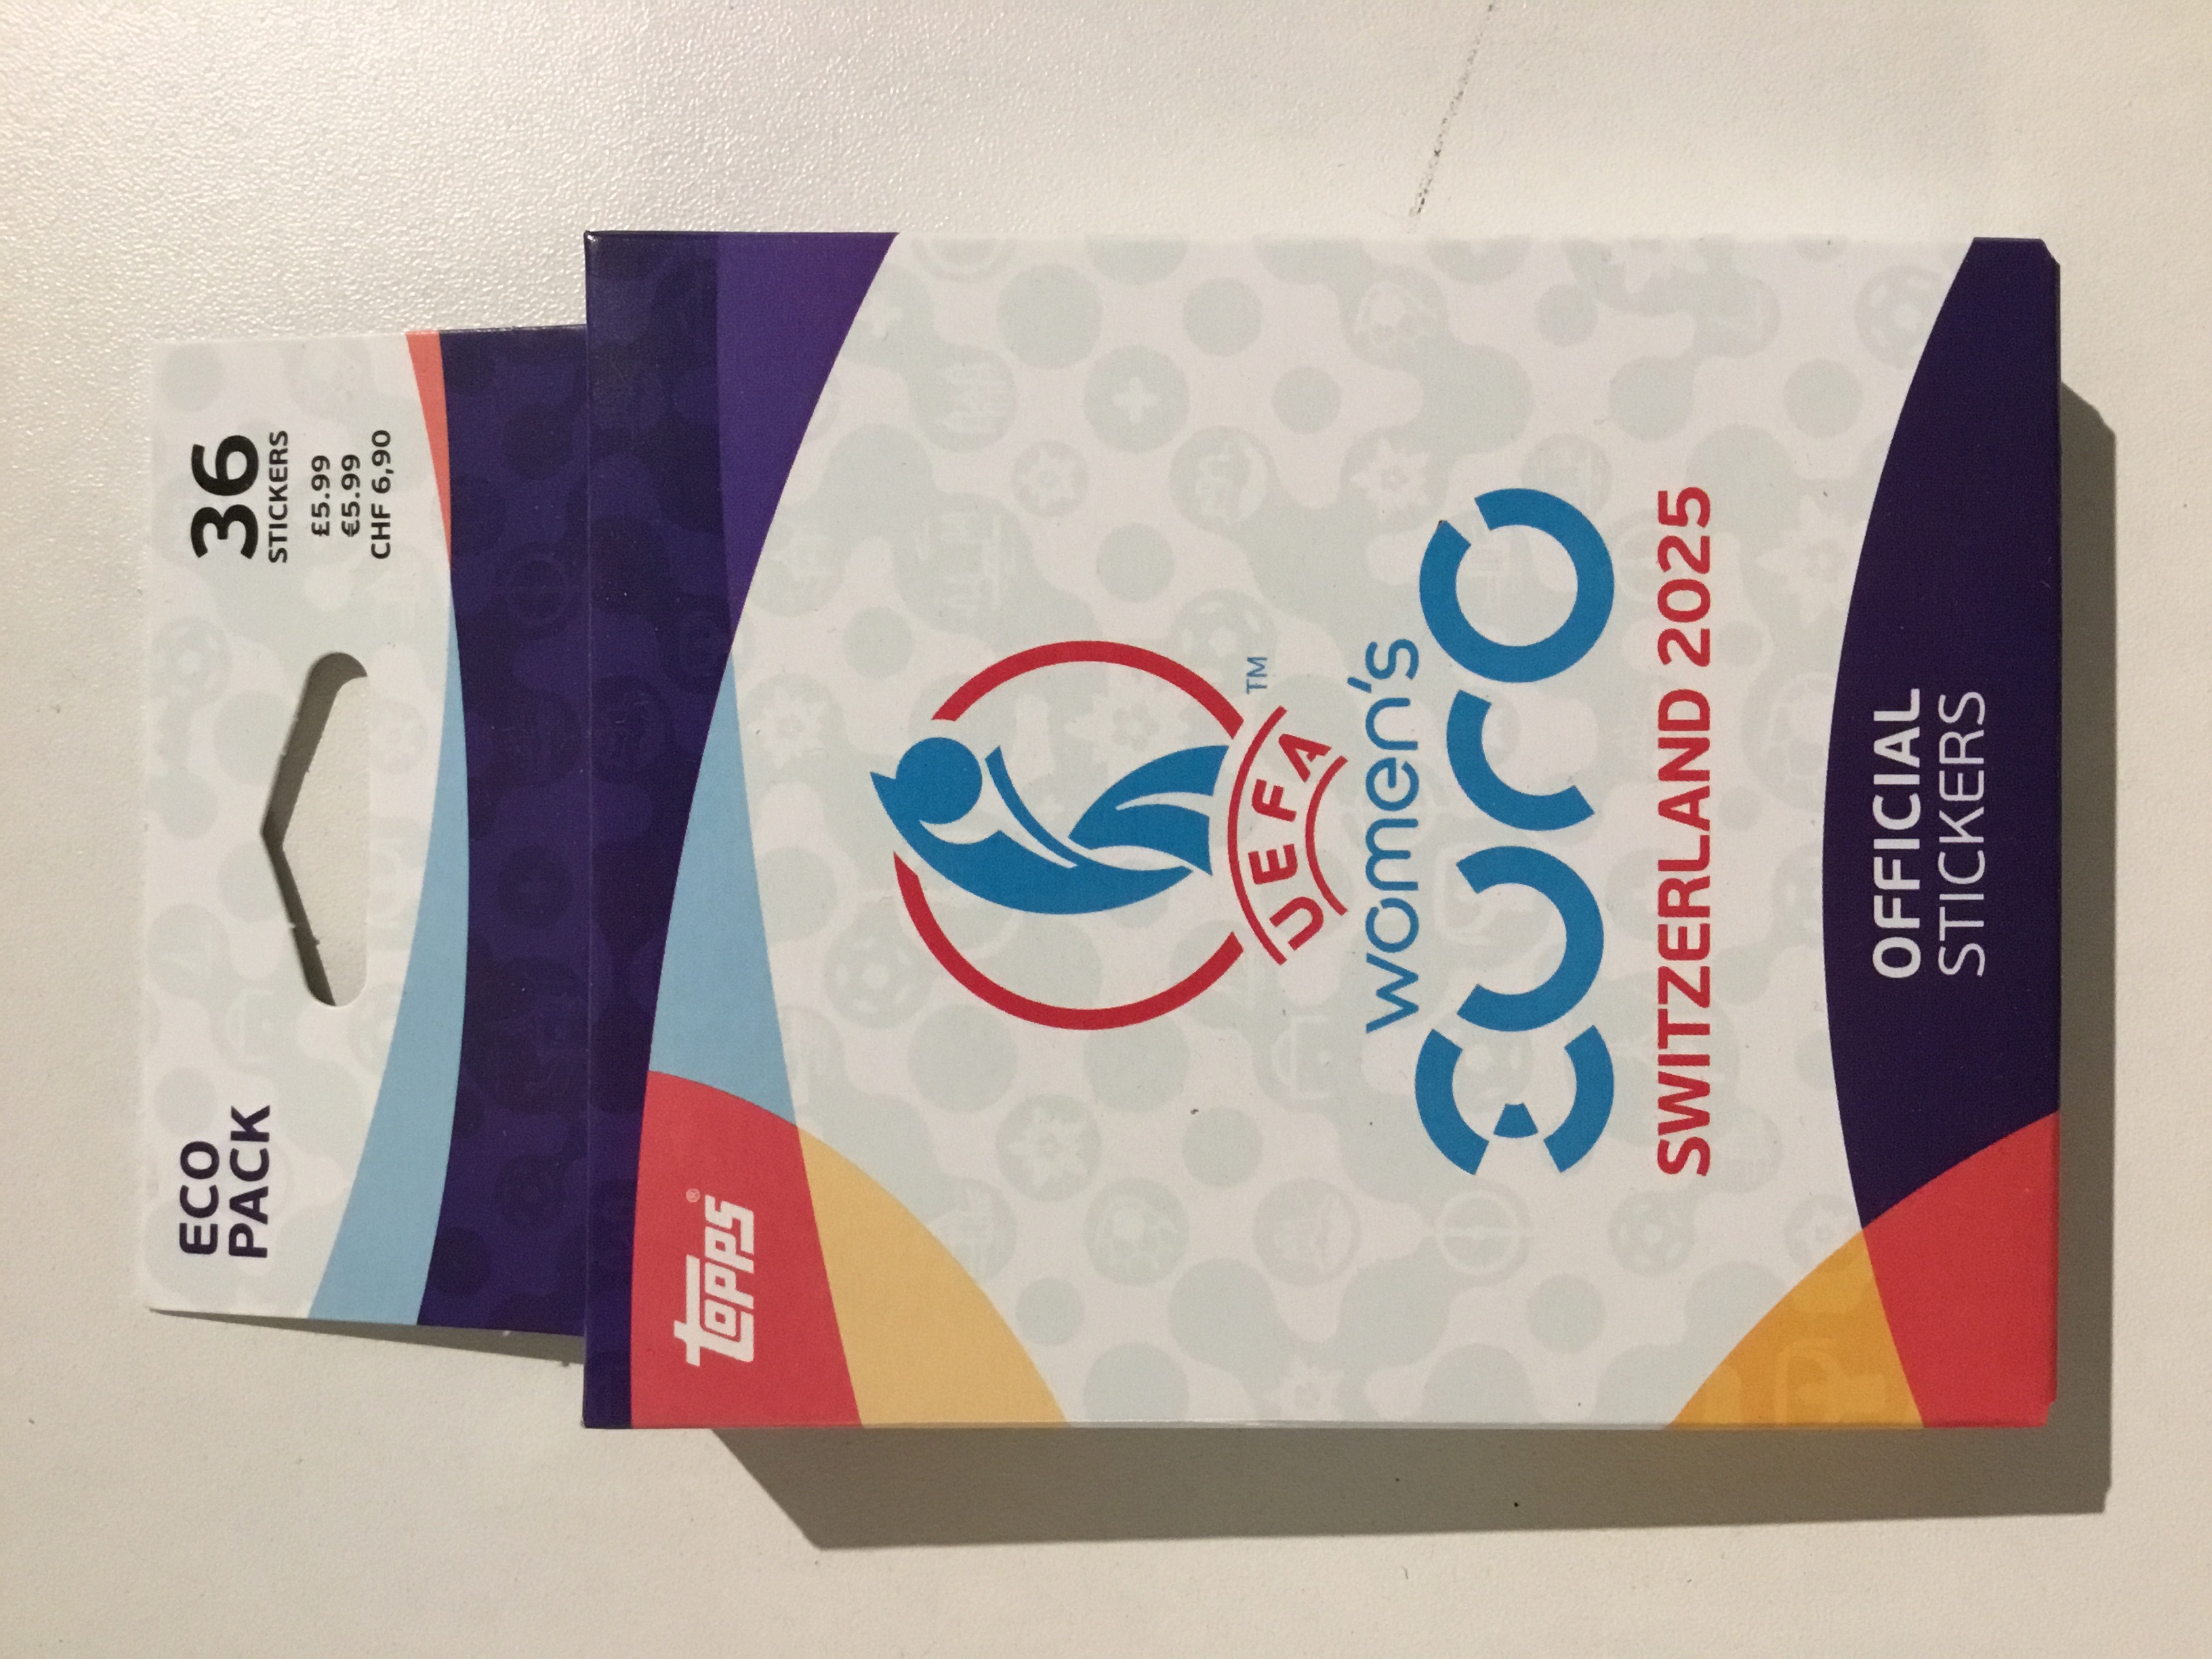 ECO
PACK
36
STICKERS
£5.99
€5.99
CHF 6,90
Topps®
TM
UEFA
women's
euro
SWITZERLAND 2025
OFFICIAL
STICKERS